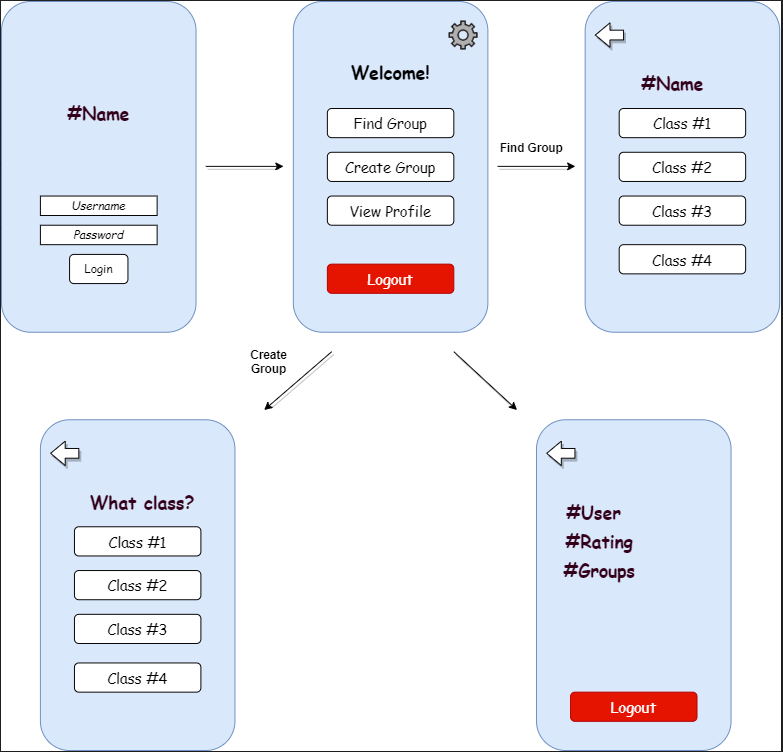 #Name
Username
Password
Login
Welcome!
Find Group
Create Group
View Profile
Logout
Find Group
#Name
Class #1
Class #2
Class #3
Class #4
Create
Group
What class?
Class #1
Class #2
Class #3
Class #4
#User
#Rating
#Groups
Logout